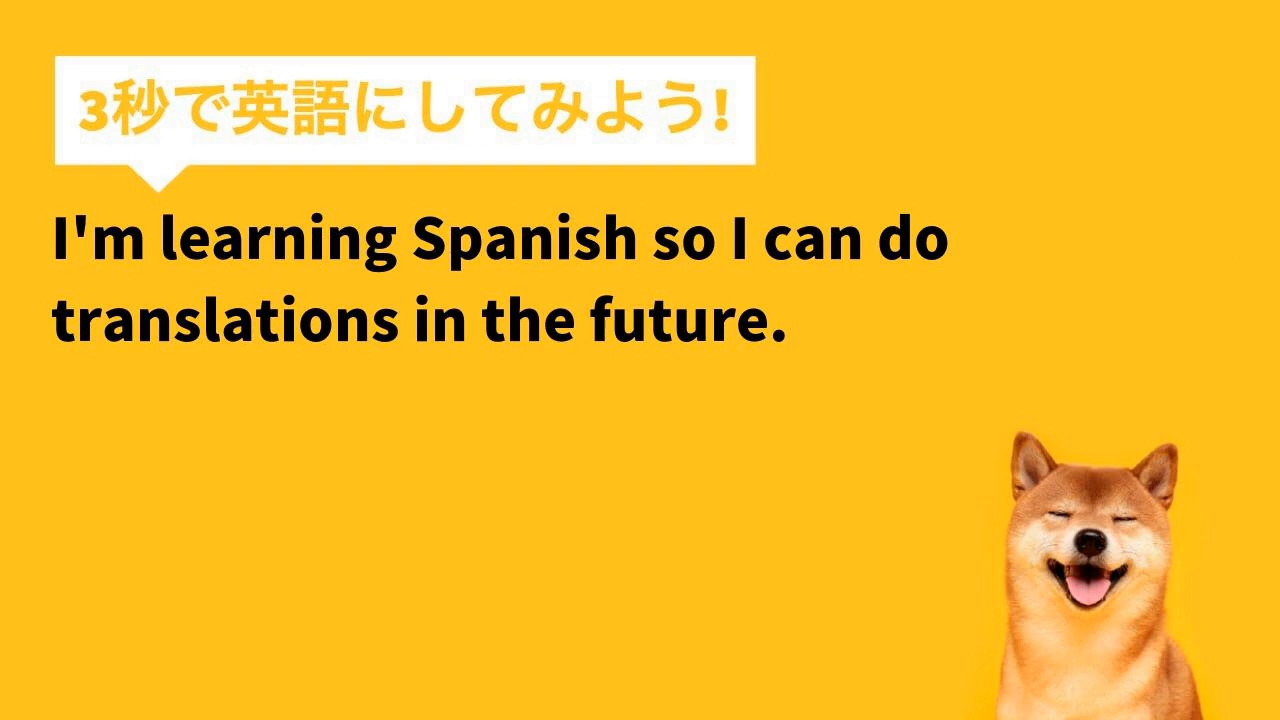 3秒で英語にしてみよう!
I'm learning Spanish so I can do
translations in the future.